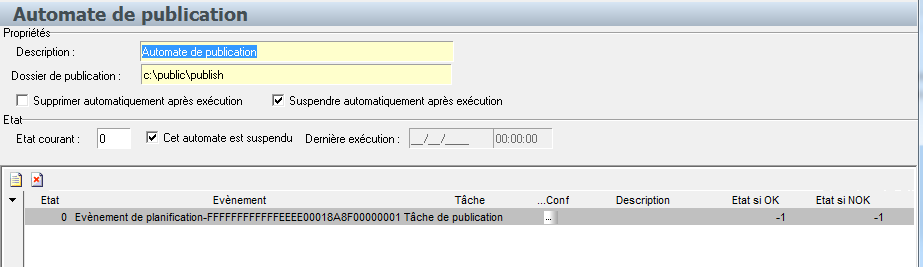 Automate de publication
Propriétés
Description : Automate de publication
Dossier de publication : c:\public\publish
Supprimer automatiquement après exécution Suspendre automatiquement après exécution
Etat
Etat courant : 0 Cet automate est suspendu Dernière exécution : __/__/____ 00:00:00
Etat Evènement Tâche ...Conf Description Etat si OK Etat si NOK
0 Evènement de planification-FFFFFFFFFFFFEEEE00018A8F00000001 Tâche de publication ... -1 -1